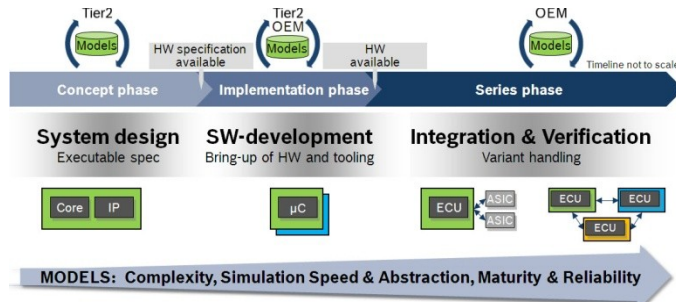 Tier2
Models
HW specification
available
Tier2
OEM
Models
HW
available
OEM
Models
Timeline not to scale
Concept phase
Implementation phase
Series phase
System design
Executable spec
SW-development
Bring-up of HW and tooling
Integration & Verification
Variant handling
Core
IP
µC
ECU
ASIC
ASIC
ECU
ECU
ECU
MODELS: Complexity, Simulation Speed & Abstraction, Maturity & Reliability